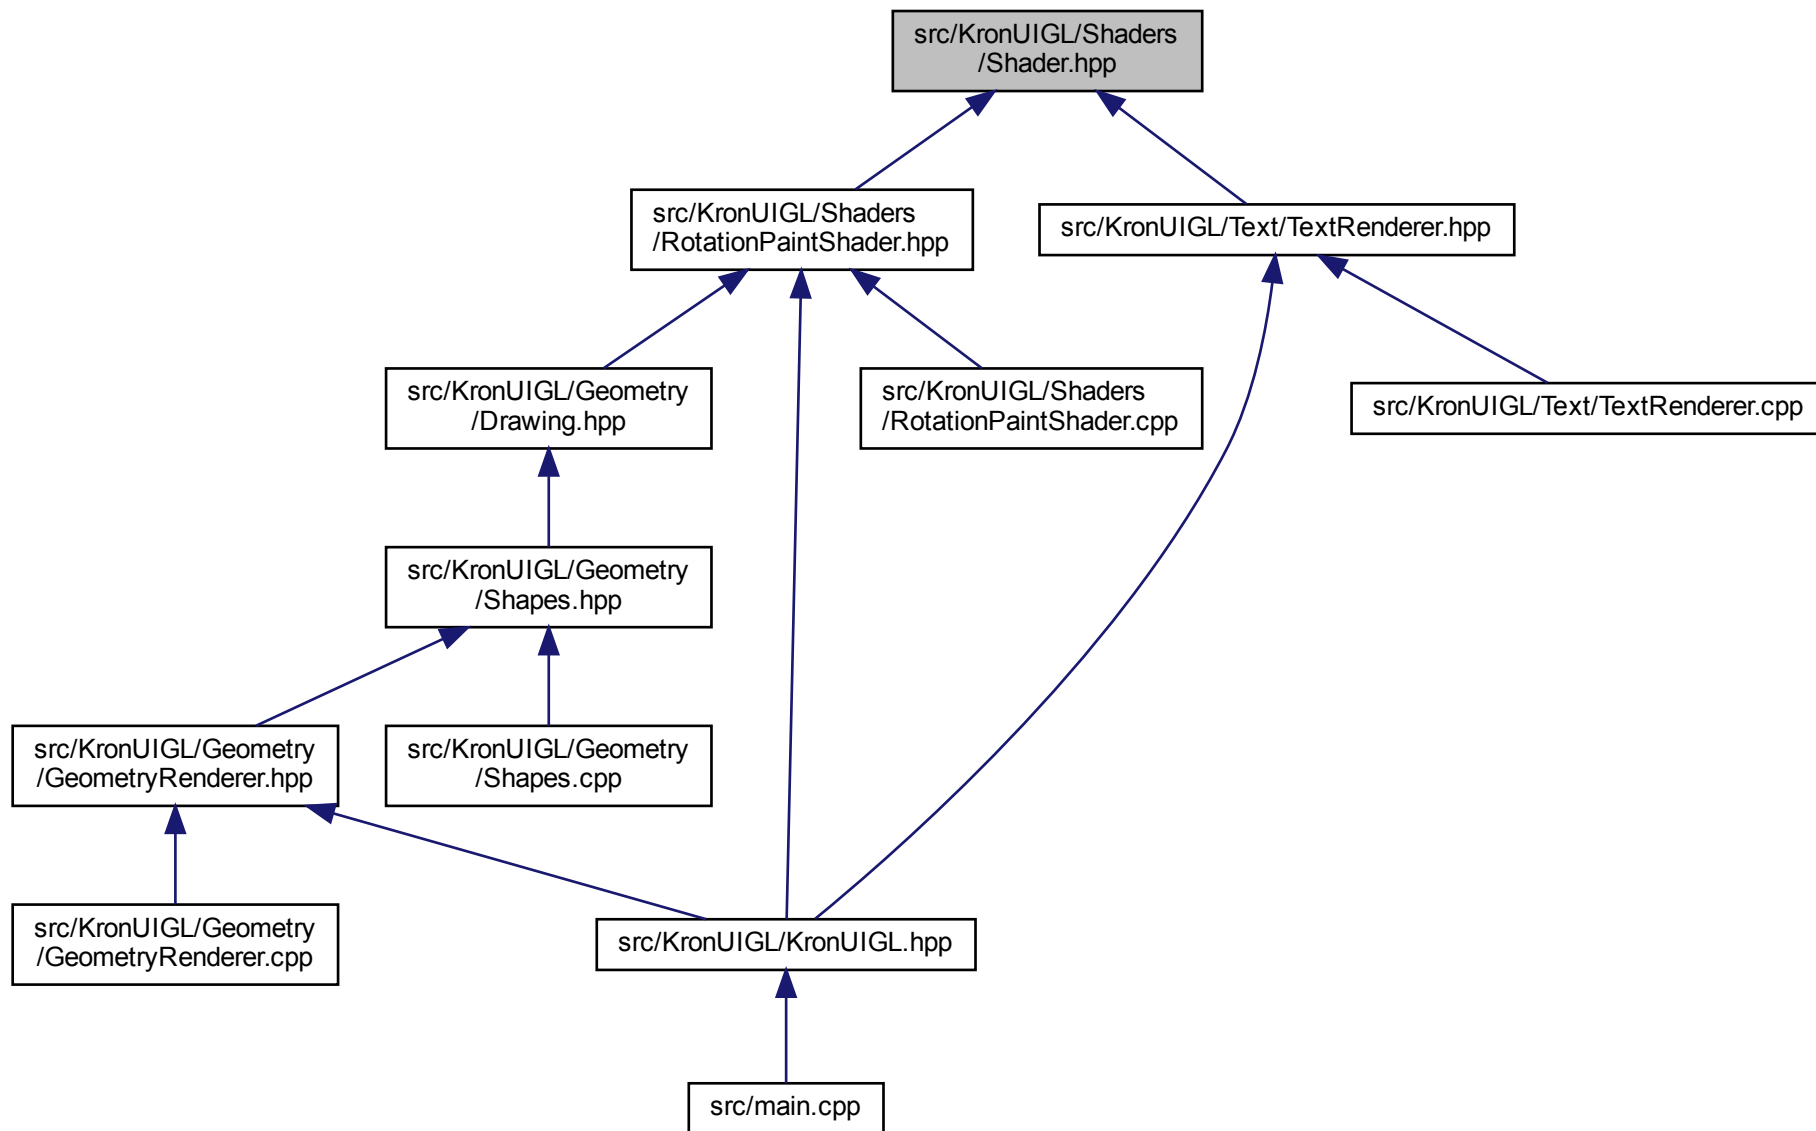 src/KronUIGL/Shaders
/Shader.hpp
src/KronUIGL/Shaders
/RotationPaintShader.hpp
src/KronUIGL/Text/TextRenderer.hpp
src/KronUIGL/Geometry
/Drawing.hpp
src/KronUIGL/Shaders
/RotationPaintShader.cpp
src/KronUIGL/Text/TextRenderer.cpp
src/KronUIGL/Geometry
/Shapes.hpp
src/KronUIGL/Geometry
/GeometryRenderer.hpp
src/KronUIGL/Geometry
/Shapes.cpp
src/KronUIGL/Geometry
/GeometryRenderer.cpp
src/KronUIGL/KronUIGL.hpp
src/main.cpp